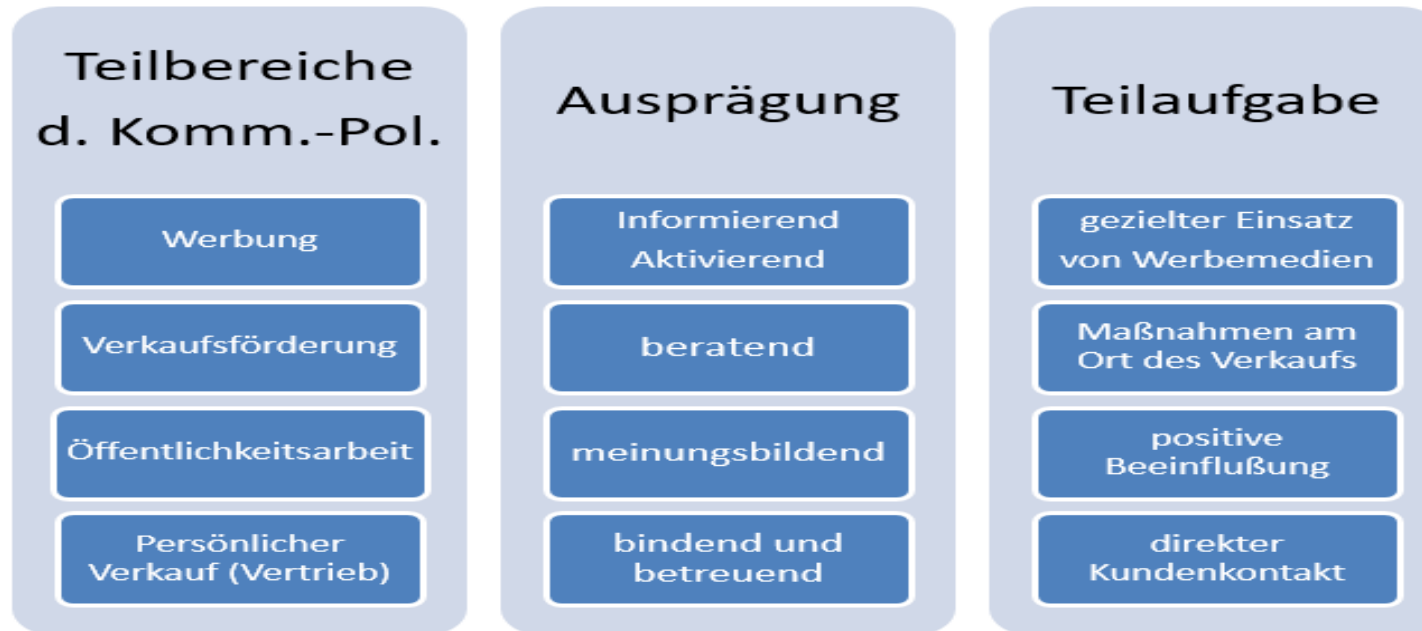 Teilbereiche
d. Komm.-Pol.
Werbung
Verkaufsförderung
Öffentlichkeitsarbeit
Persönlicher
Verkauf (Vertrieb)
Ausprägung
Informierend
Aktivierend
beratend
meinungsbildend
bindend und
betreuend
Teilaufgabe
gezielter Einsatz
von Werbemedien
Maßnahmen am
Ort des Verkaufs
positive
Beeinflußung
direkter
Kundenkontakt